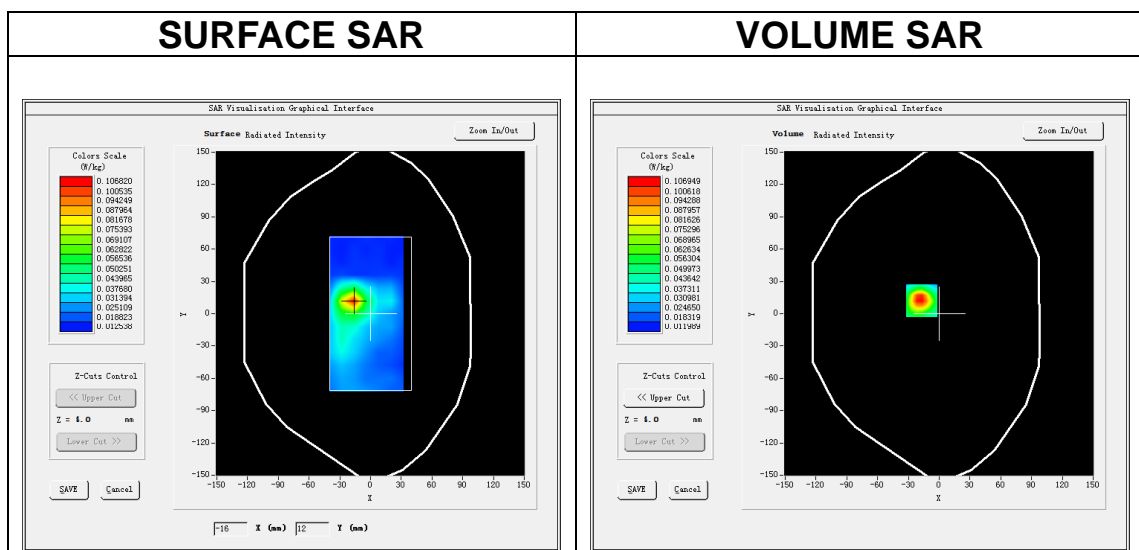 SURFACE SAR
VOLUME SAR
SAR Visualisation Graphical Interface
Surface Radiated Intensity
Zoom In/Out
Colors Scale
(W/kg)
0.106820
0.100535
0.094249
0.087964
0.081678
0.075393
0.069107
0.062822
0.056536
0.050251
0.043965
0.037680
0.031394
0.025109
0.018823
0.012538
150
120
90
60
30
0
-30
-60
-90
-120
-150
Y
-150 -120 -90 -60 -30 0 30 60 90 120 150
X
Z-Cuts Control
<< Upper Cut
Z = 4.0 mm
Lower Cut >>
SAVE Cancel
-16 X (mm) 12 Y (mm)
SAR Visualisation Graphical Interface
Volume Radiated Intensity
Zoom In/Out
Colors Scale
(W/kg)
0.106949
0.100618
0.094288
0.087957
0.081626
0.075296
0.068965
0.062634
0.056304
0.049973
0.043642
0.037311
0.030981
0.024650
0.018319
0.011989
150
120
90
60
30
0
-30
-60
-90
-120
-150
Y
-150 -120 -90 -60 -30 0 30 60 90 120 150
X
Z-Cuts Control
<< Upper Cut
Z = 4.0 mm
Lower Cut >>
SAVE Cancel